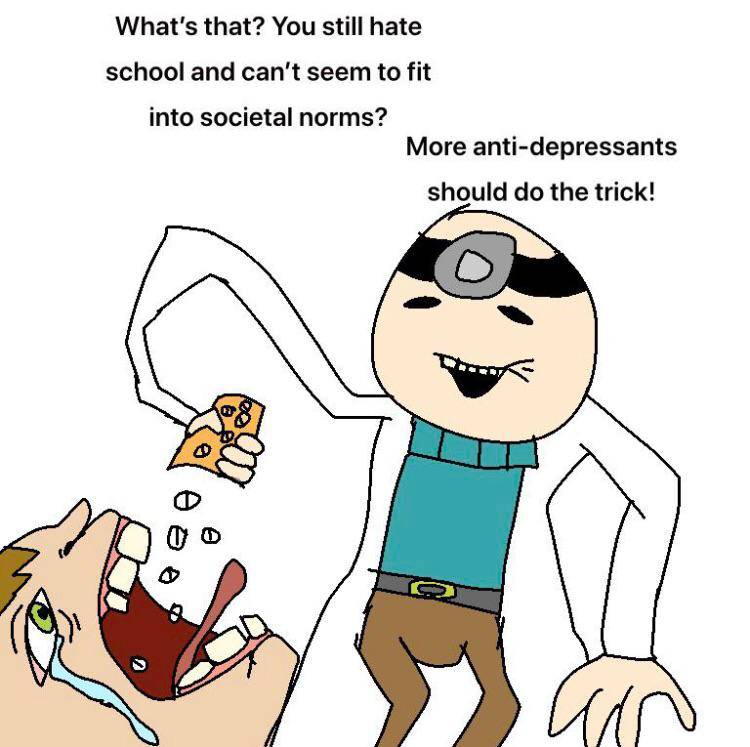 What’s that? You still hate
school and can’t seem to fit
into societal norms?
More anti-depressants
should do the trick!